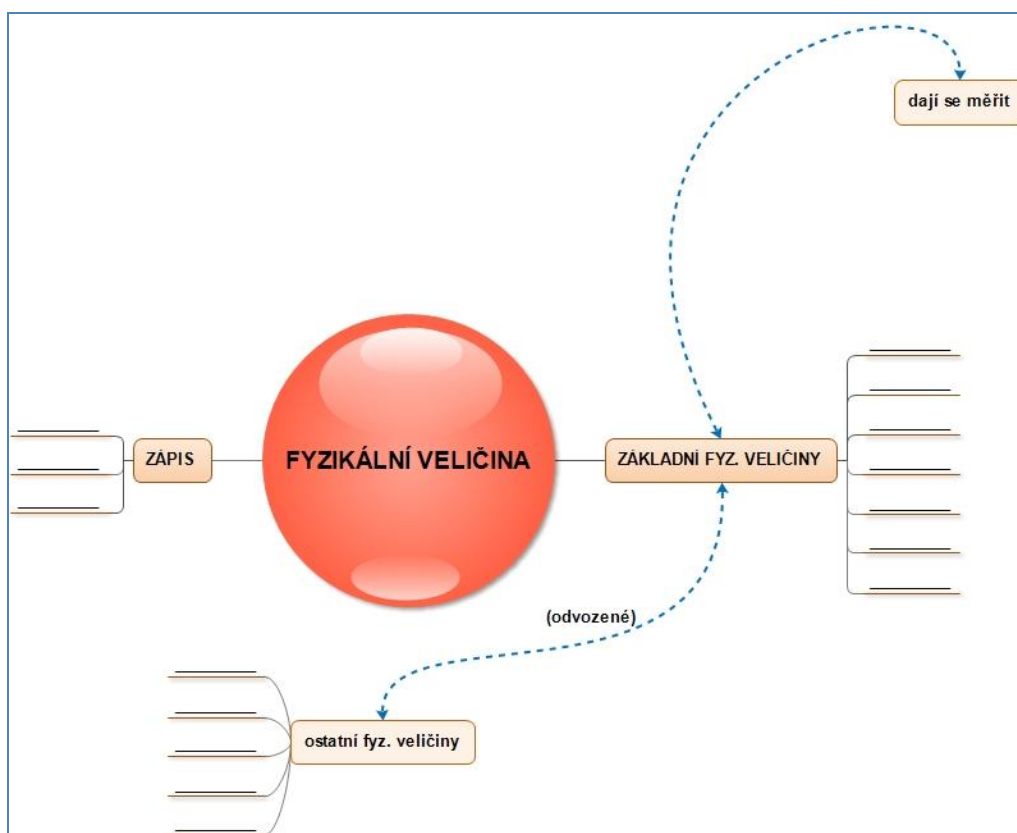 dají se měřit
ZÁPIS
FYZIKÁLNÍ VELIČINA
ZÁKLADNÍ FYZ. VELIČINY
(odvozené)
ostatní fyz. veličiny